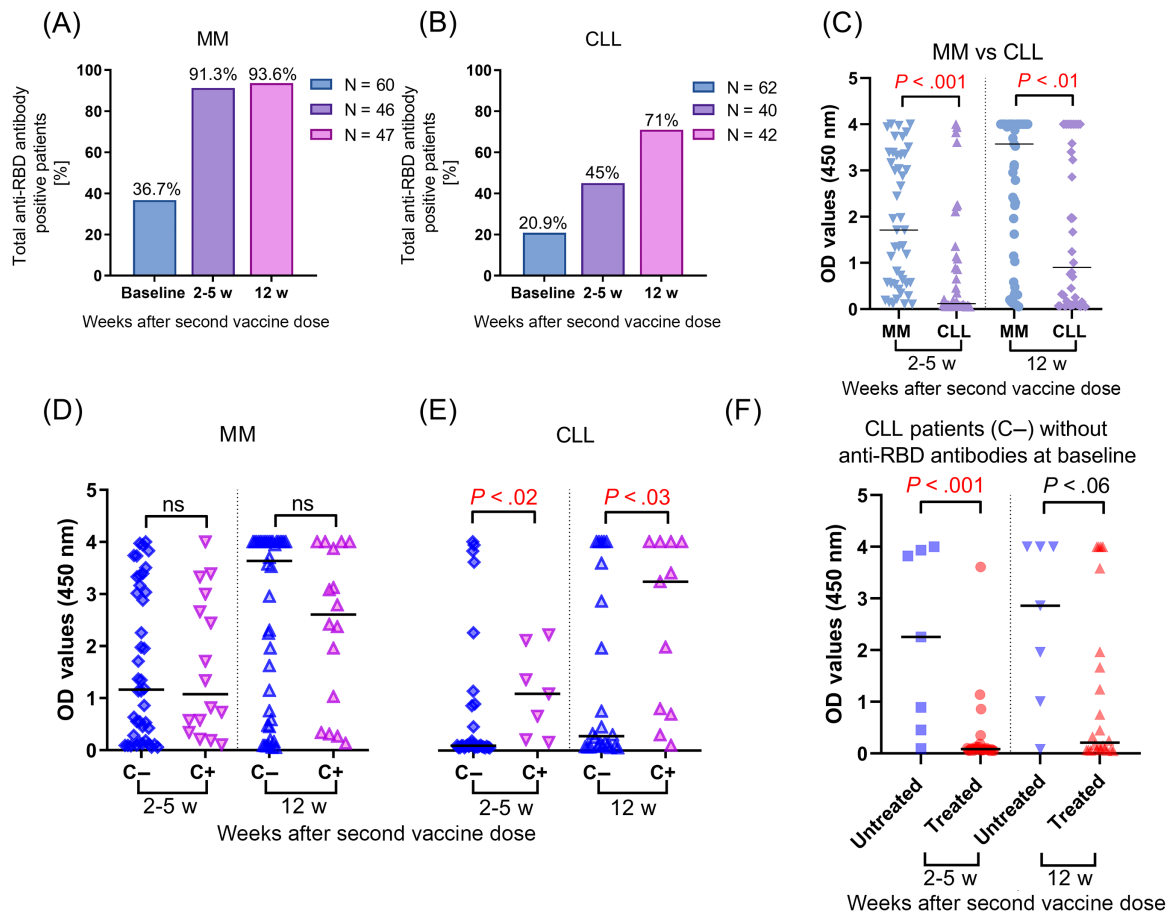 (A)
MM
Total anti-RBD antibody
positive patients
[%]
100
80
60
40
20
0
36.7%
91.3%
93.6%
N = 60
N = 46
N = 47
Baseline 2-5 w 12 w
Weeks after second vaccine dose
(B)
CLL
Total anti-RBD antibody
positive patients
[%]
100
80
60
40
20
0
20.9%
45%
71%
N = 62
N = 40
N = 42
Baseline 2-5 w 12 w
Weeks after second vaccine dose
(C)
MM vs CLL
P < .001 P < .01
OD values (450 nm)
5
4
3
2
1
0
MM CLL MM CLL
2-5 w 12 w
Weeks after second vaccine dose
(D)
MM
ns ns
OD values (450 nm)
5
4
3
2
1
0
C– C+ C– C+
2-5 w 12 w
(E)
CLL
P < .02 P < .03
5
4
3
2
1
0
C– C+ C– C+
2-5 w 12 w
Weeks after second vaccine dose
(F)
CLL patients (C–) without
anti-RBD antibodies at baseline
P < .001 P < .06
OD values (450 nm)
5
4
3
2
1
0
Untreated Treated Untreated Treated
2-5 w 12 w
Weeks after second vaccine dose